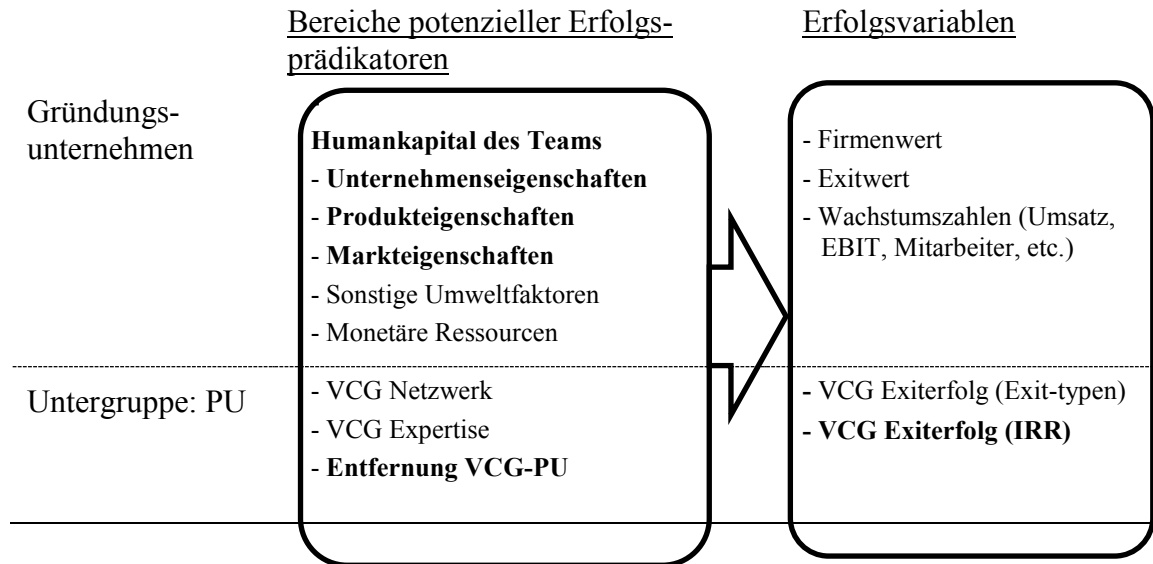 Bereiche potenzieller Erfolgs-
prädikatoren
Erfolgsvariablen
Gründungs-
unternehmen
Humankapital des Teams
- Unternehmenseigenschaften
- Produkteigenschaften
- Markteigenschaften
- Sonstige Umweltfaktoren
- Monetäre Ressourcen
- Firmenwert
- Exitwert
- Wachstumszahlen (Umsatz,
EBIT, Mitarbeiter, etc.)
Untergruppe: PU
- VCG Netzwerk
- VCG Expertise
- Entfernung VCG-PU
- VCG Exiterfolg (Exit-typen)
- VCG Exiterfolg (IRR)